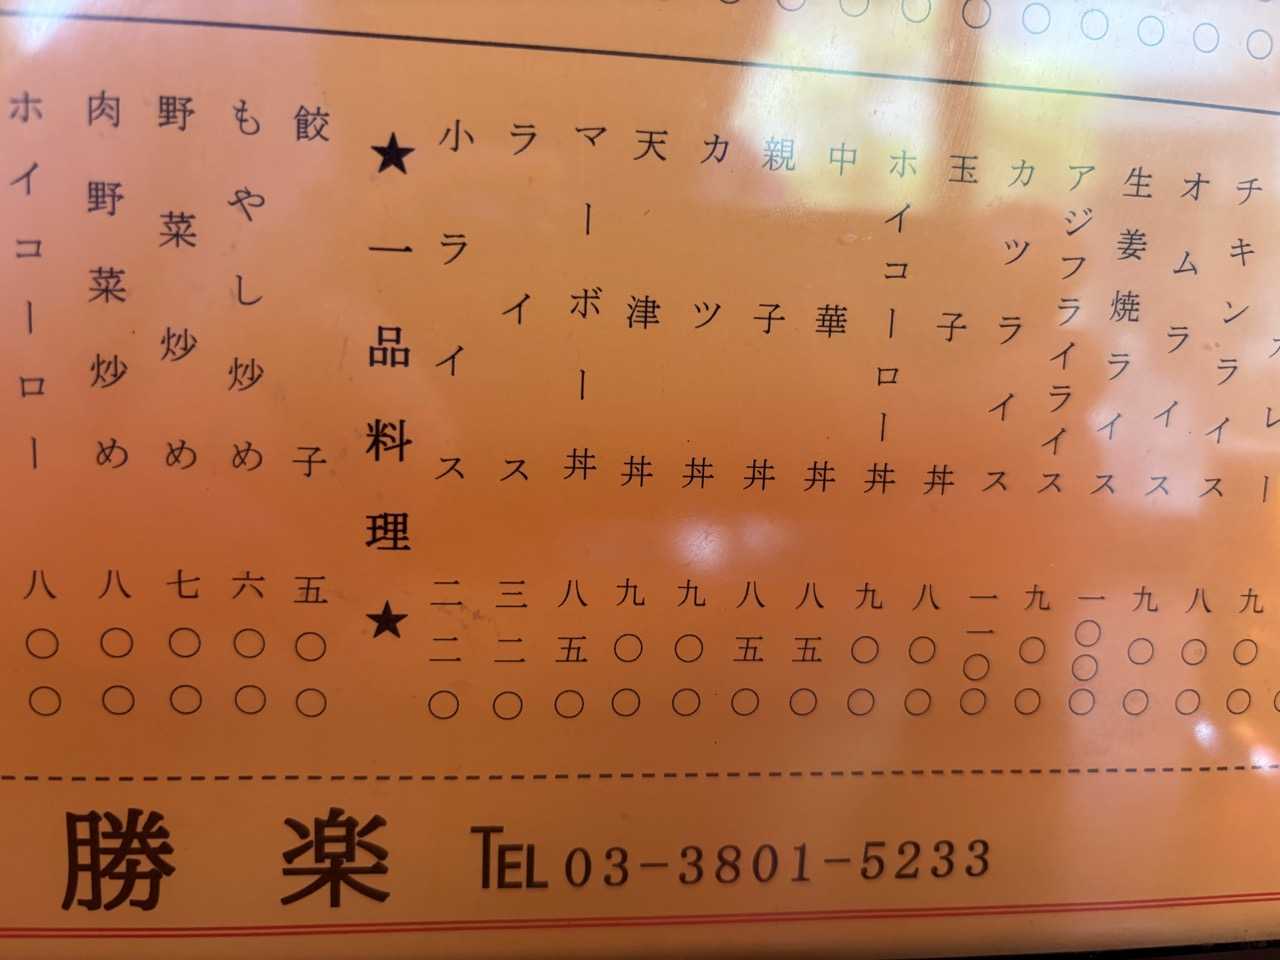 レー 九〇〇
チキンライス 八〇〇
オムライス 九〇〇
生姜焼ライス 一〇〇〇
アジフライライス 九〇〇
カツライス 一一〇〇
玉子丼 八〇〇
ホイコーロー丼 九〇〇
中華丼 八五〇
親子丼 八五〇
カツ丼 九〇〇
天津丼 九〇〇
マーボー丼 八五〇
ライス 三二〇
小ライス 二二〇
★一品料理★
餃子 五〇〇
もやし炒め 六〇〇
野菜炒め 七〇〇
肉野菜炒め 八〇〇
ホイコーロー 八〇〇
勝楽 TEL 03-3801-5233